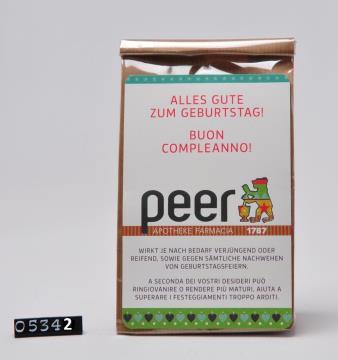 ALLES GUTE
ZUM GEBURTSTAG!
BUON
COMPLEANNO!
peer
APOTHEKE FARMACIA 1787
WIRKT JE NACH BEDARF VERJÜNGEND ODER
REIFEND, SOWIE GEGEN SÄMTLICHE NACHWEHEN
VON GEBURTSTAGSFEIERN.
A SECONDA DEI VOSTRI DESIDERI PUÒ
RINGIOVANIRE O RENDERE PIÙ MATURI, AIUTA A
SUPERARE I FESTEGGIAMENTI TROPPO ARDITI.
05342